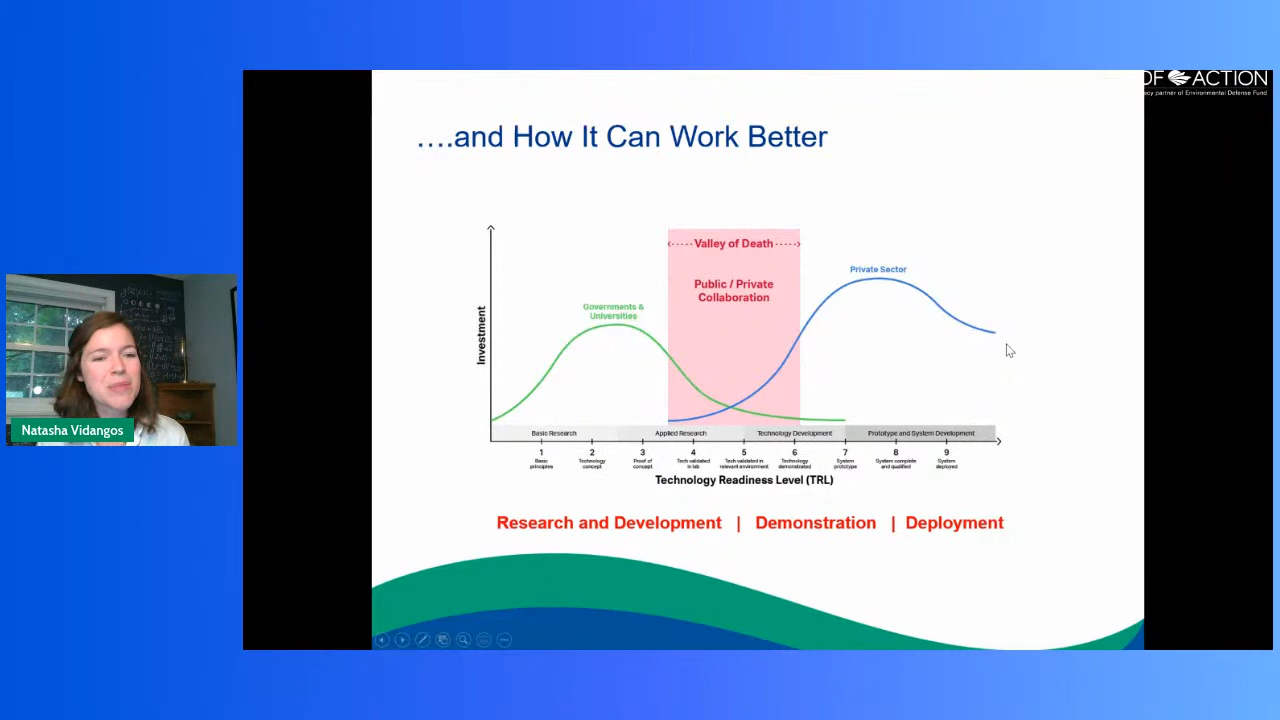 OF ACTION
cy partner of Environmental Defense Fund
….and How It Can Work Better
Valley of Death
Public / Private
Collaboration
Private Sector
Governments &
Universities
Investment
Basic Research
Applied Research
Technology Development
Prototype and System Development
1
2
3
4
5
6
7
8
9
Basic
principles
Technology
concept
Proof of
concept
Tech validated
in lab
Tech validated in
relevant environment
Technology
demonstrated
System
prototype
System complete
and qualified
System
deployed
Technology Readiness Level (TRL)
Research and Development | Demonstration | Deployment
Natasha Vidangos